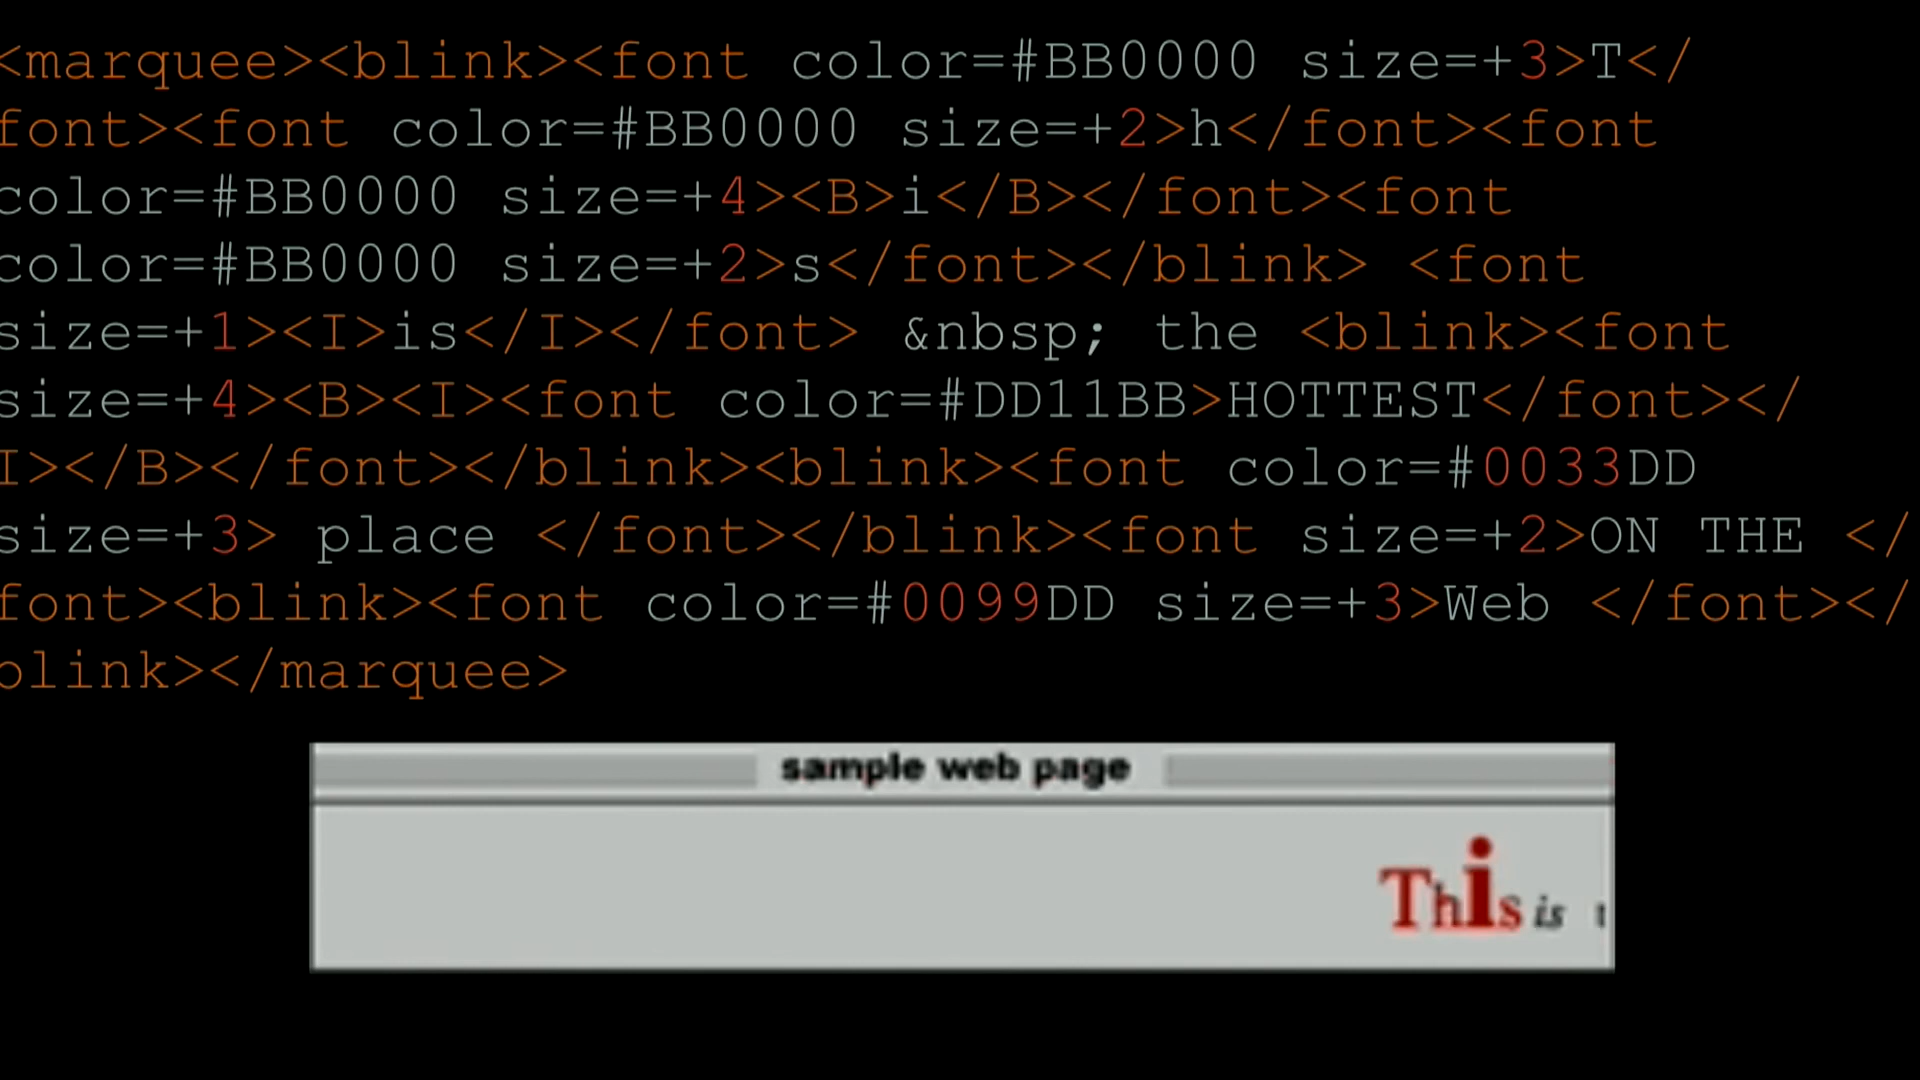 <marquee><blink><font color=#BB0000 size=+3>T</
font><font color=#BB0000 size=+2>h</font><font
color=#BB0000 size=+4><B>i</B></font><font
color=#BB0000 size=+2>s</font></blink> <font
size=+1><I>is</I></font> &nbsp; the <blink><font
size=+4><B><I><font color=#DD11BB>HOTTEST</font></
I></B></font></blink><blink><font color=#0033DD
size=+3> place </font></blink><font size=+2>ON THE </
font><blink><font color=#0099DD size=+3>Web </font></
blink></marquee>
sample web page
This is t